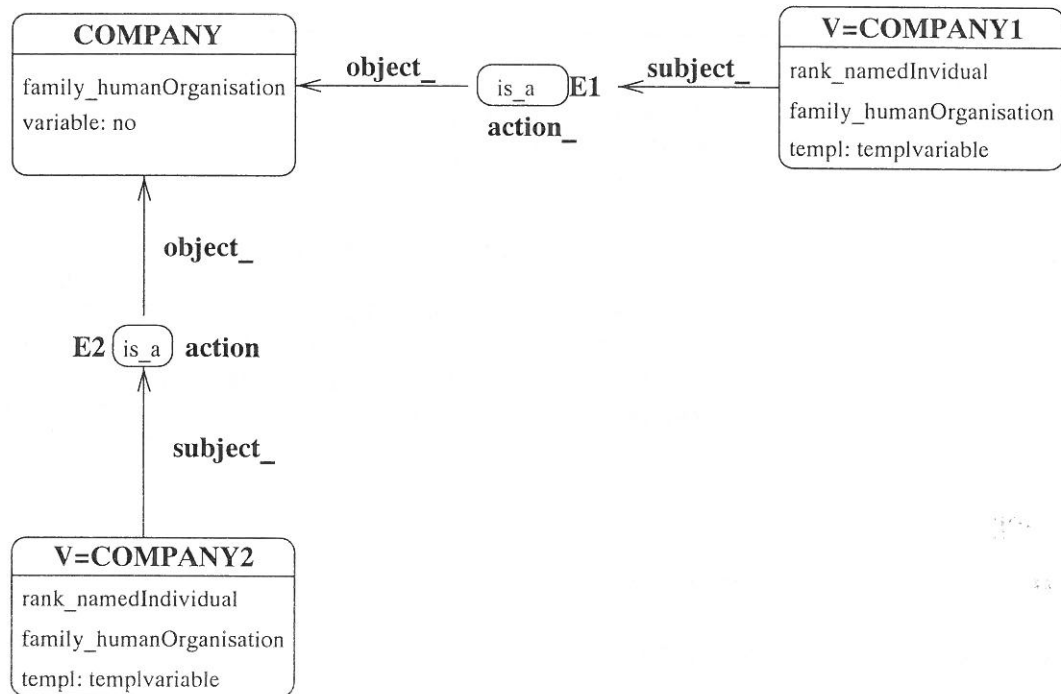 COMPANY
family_humanOrganisation
variable: no
object_
is_a E1
action_
subject_
V=COMPANY1
rank_namedInvidual
family_humanOrganisation
templ: templvariable
object_
E2 is_a action
subject_
V=COMPANY2
rank_namedIndividual
family_humanOrganisation
templ: templvariable